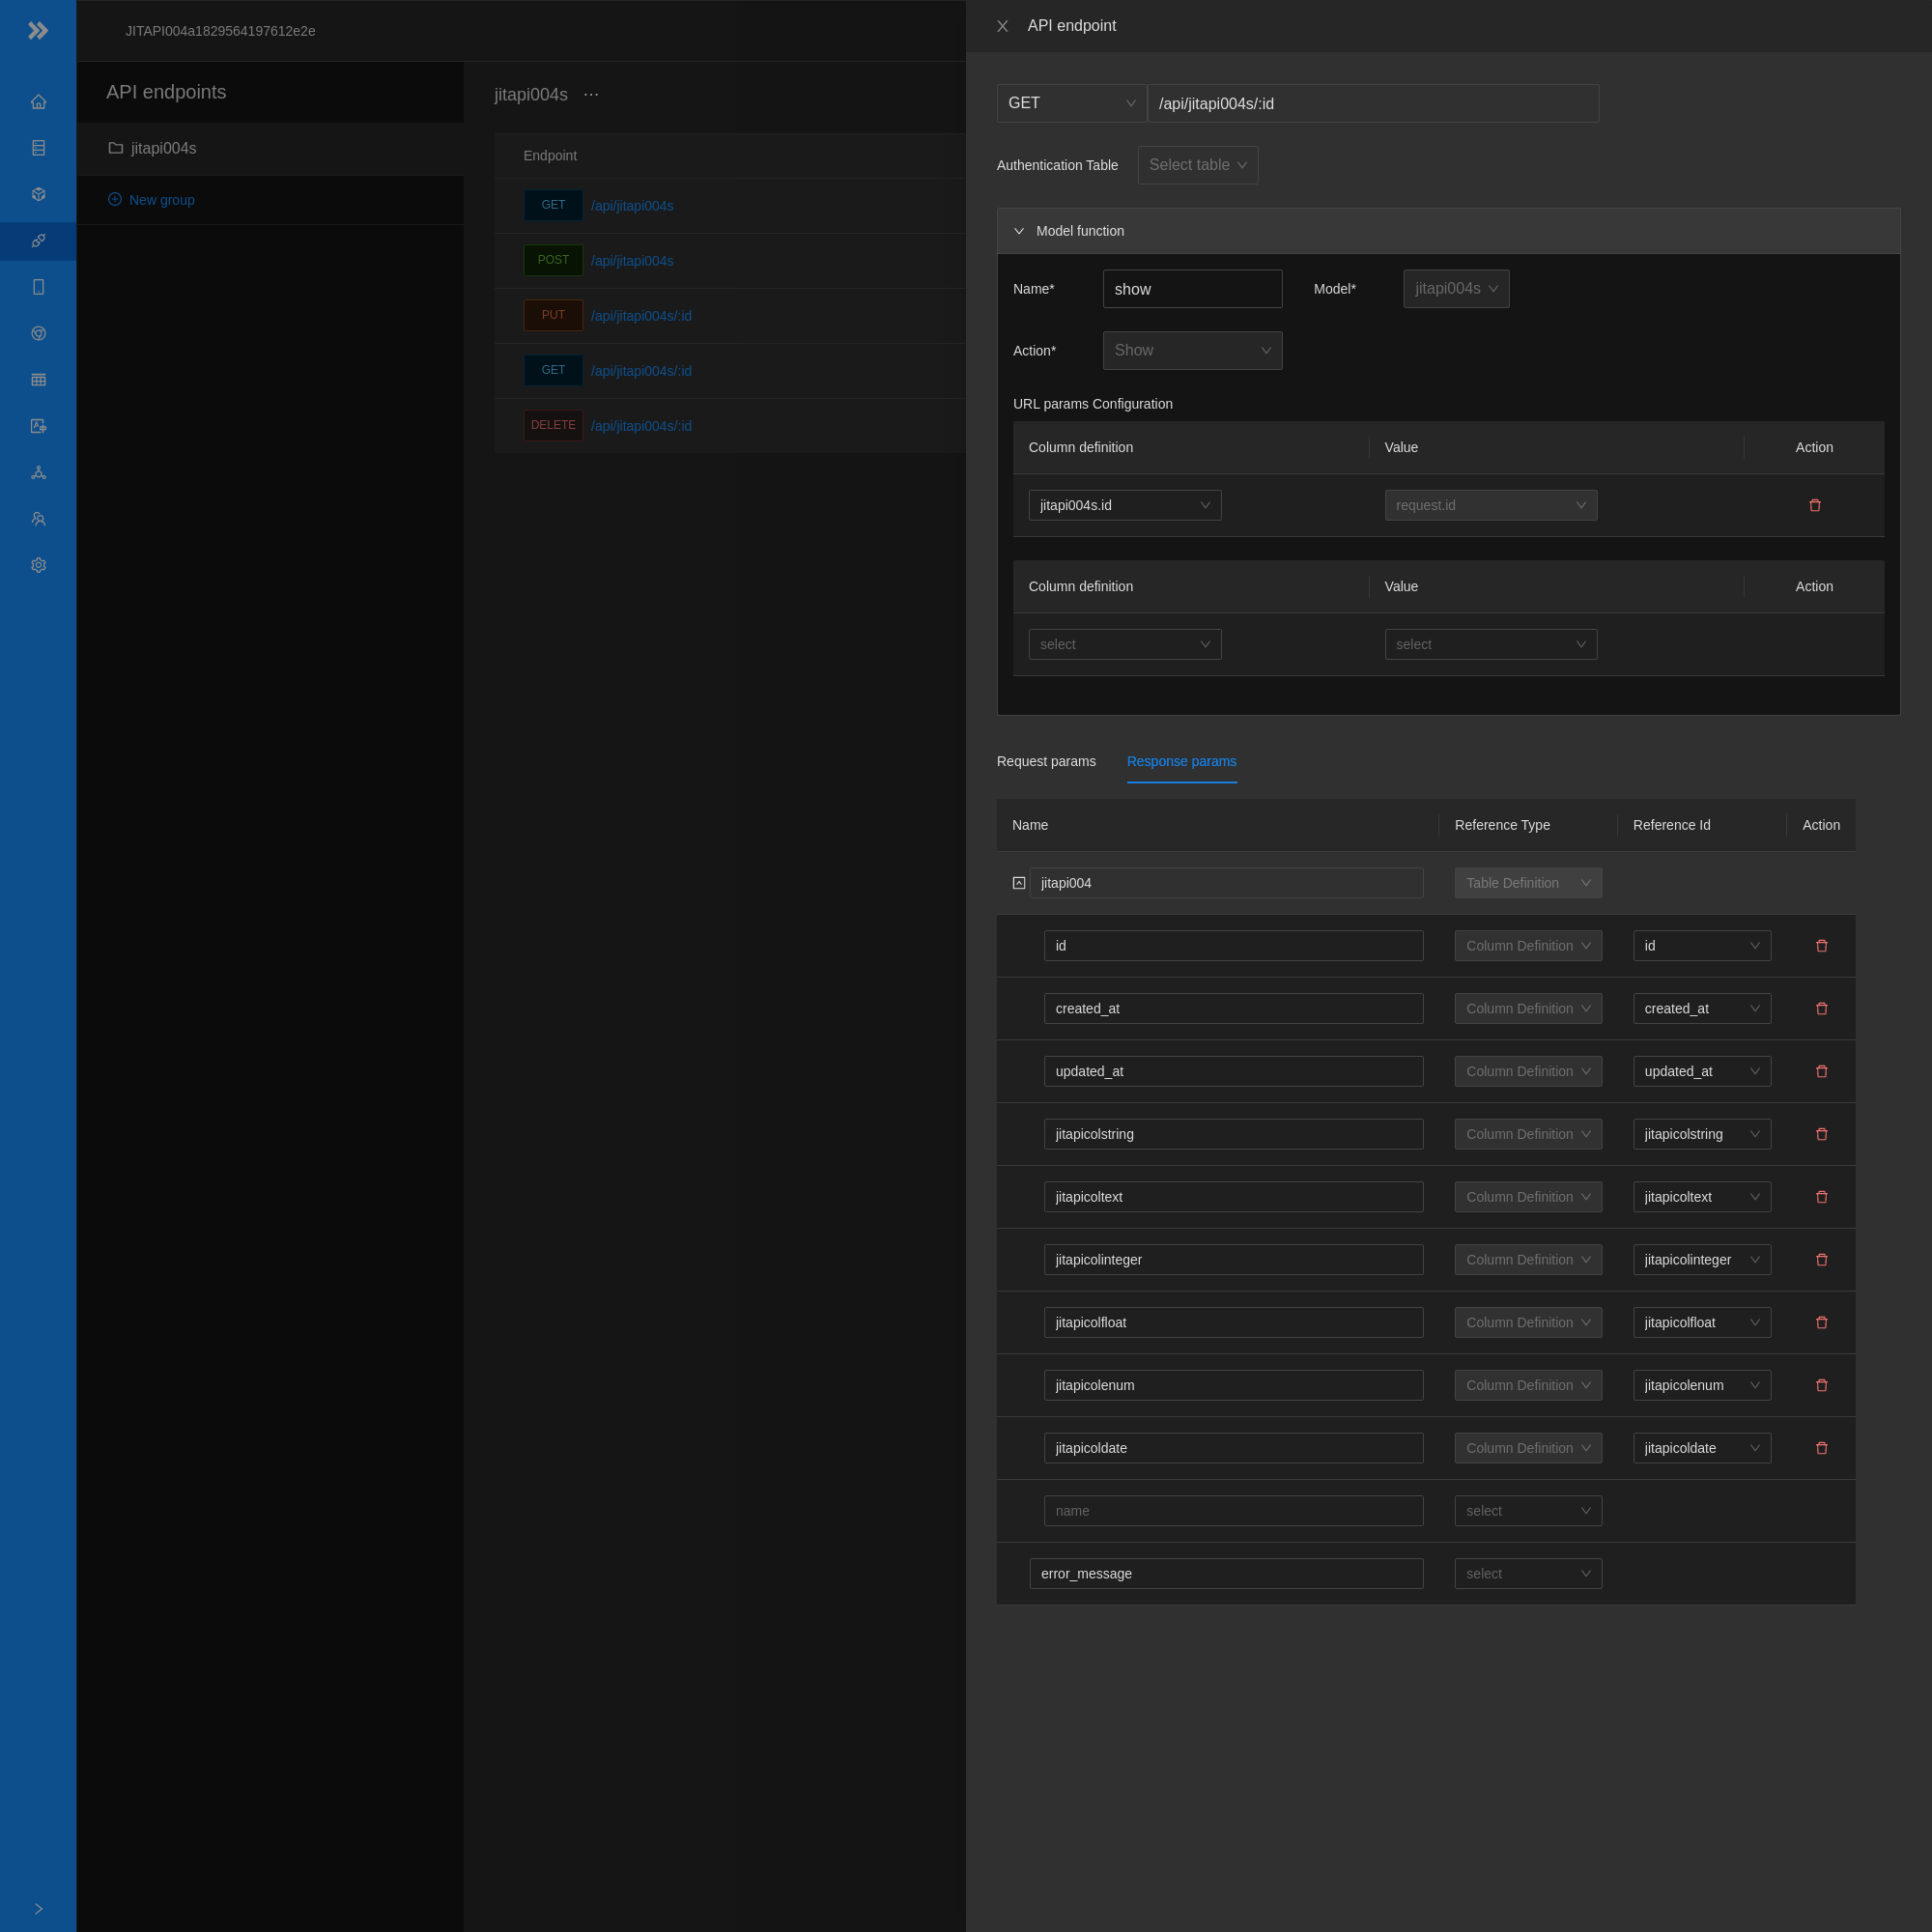 JITAPI004a1829564197612e2e
API endpoints
jitapi004s
New group
jitapi004s ...
Endpoint
GET /api/jitapi004s
POST /api/jitapi004s
PUT /api/jitapi004s/:id
GET /api/jitapi004s/:id
DELETE /api/jitapi004s/:id
API endpoint
GET /api/jitapi004s/:id
Authentication Table Select table
Model function
Name* show Model* jitapi004s
Action* Show
URL params Configuration
Column definition Value Action
jitapi004s.id request.id
Column definition Value Action
select select
Request params Response params
Name Reference Type Reference Id Action
jitapi004 Table Definition
id Column Definition id
created_at Column Definition created_at
updated_at Column Definition updated_at
jitapicolstring Column Definition jitapicolstring
jitapicoltext Column Definition jitapicoltext
jitapicolinteger Column Definition jitapicolinteger
jitapicolfloat Column Definition jitapicolfloat
jitapicolenum Column Definition jitapicolenum
jitapicoldate Column Definition jitapicoldate
name select
error_message select